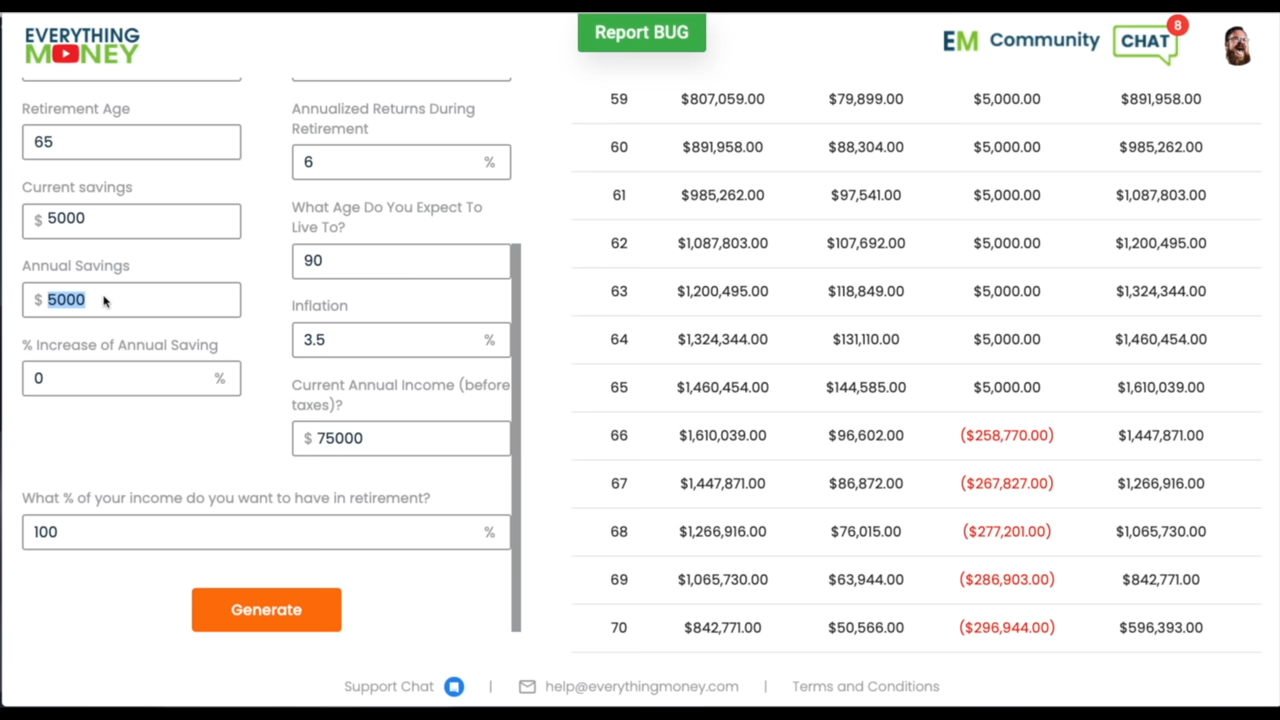 EVERYTHING
MONEY
Report BUG
EM Community
CHAT
8
Retirement Age
65
Current savings
$ 5000
Annual Savings
$ 5000
% Increase of Annual Saving
0 %
Annualized Returns During
Retirement
6 %
What Age Do You Expect To
Live To?
90
Inflation
3.5 %
Current Annual Income (before
taxes)?
$ 75000
What % of your income do you want to have in retirement?
100 %
Generate
59 $807,059.00 $79,899.00 $5,000.00 $891,958.00
60 $891,958.00 $88,304.00 $5,000.00 $985,262.00
61 $985,262.00 $97,541.00 $5,000.00 $1,087,803.00
62 $1,087,803.00 $107,692.00 $5,000.00 $1,200,495.00
63 $1,200,495.00 $118,849.00 $5,000.00 $1,324,344.00
64 $1,324,344.00 $131,110.00 $5,000.00 $1,460,454.00
65 $1,460,454.00 $144,585.00 $5,000.00 $1,610,039.00
66 $1,610,039.00 $96,602.00 ($258,770.00) $1,447,871.00
67 $1,447,871.00 $86,872.00 ($267,827.00) $1,266,916.00
68 $1,266,916.00 $76,015.00 ($277,201.00) $1,065,730.00
69 $1,065,730.00 $63,944.00 ($286,903.00) $842,771.00
70 $842,771.00 $50,566.00 ($296,944.00) $596,393.00
Support Chat | help@everythingmoney.com | Terms and Conditions